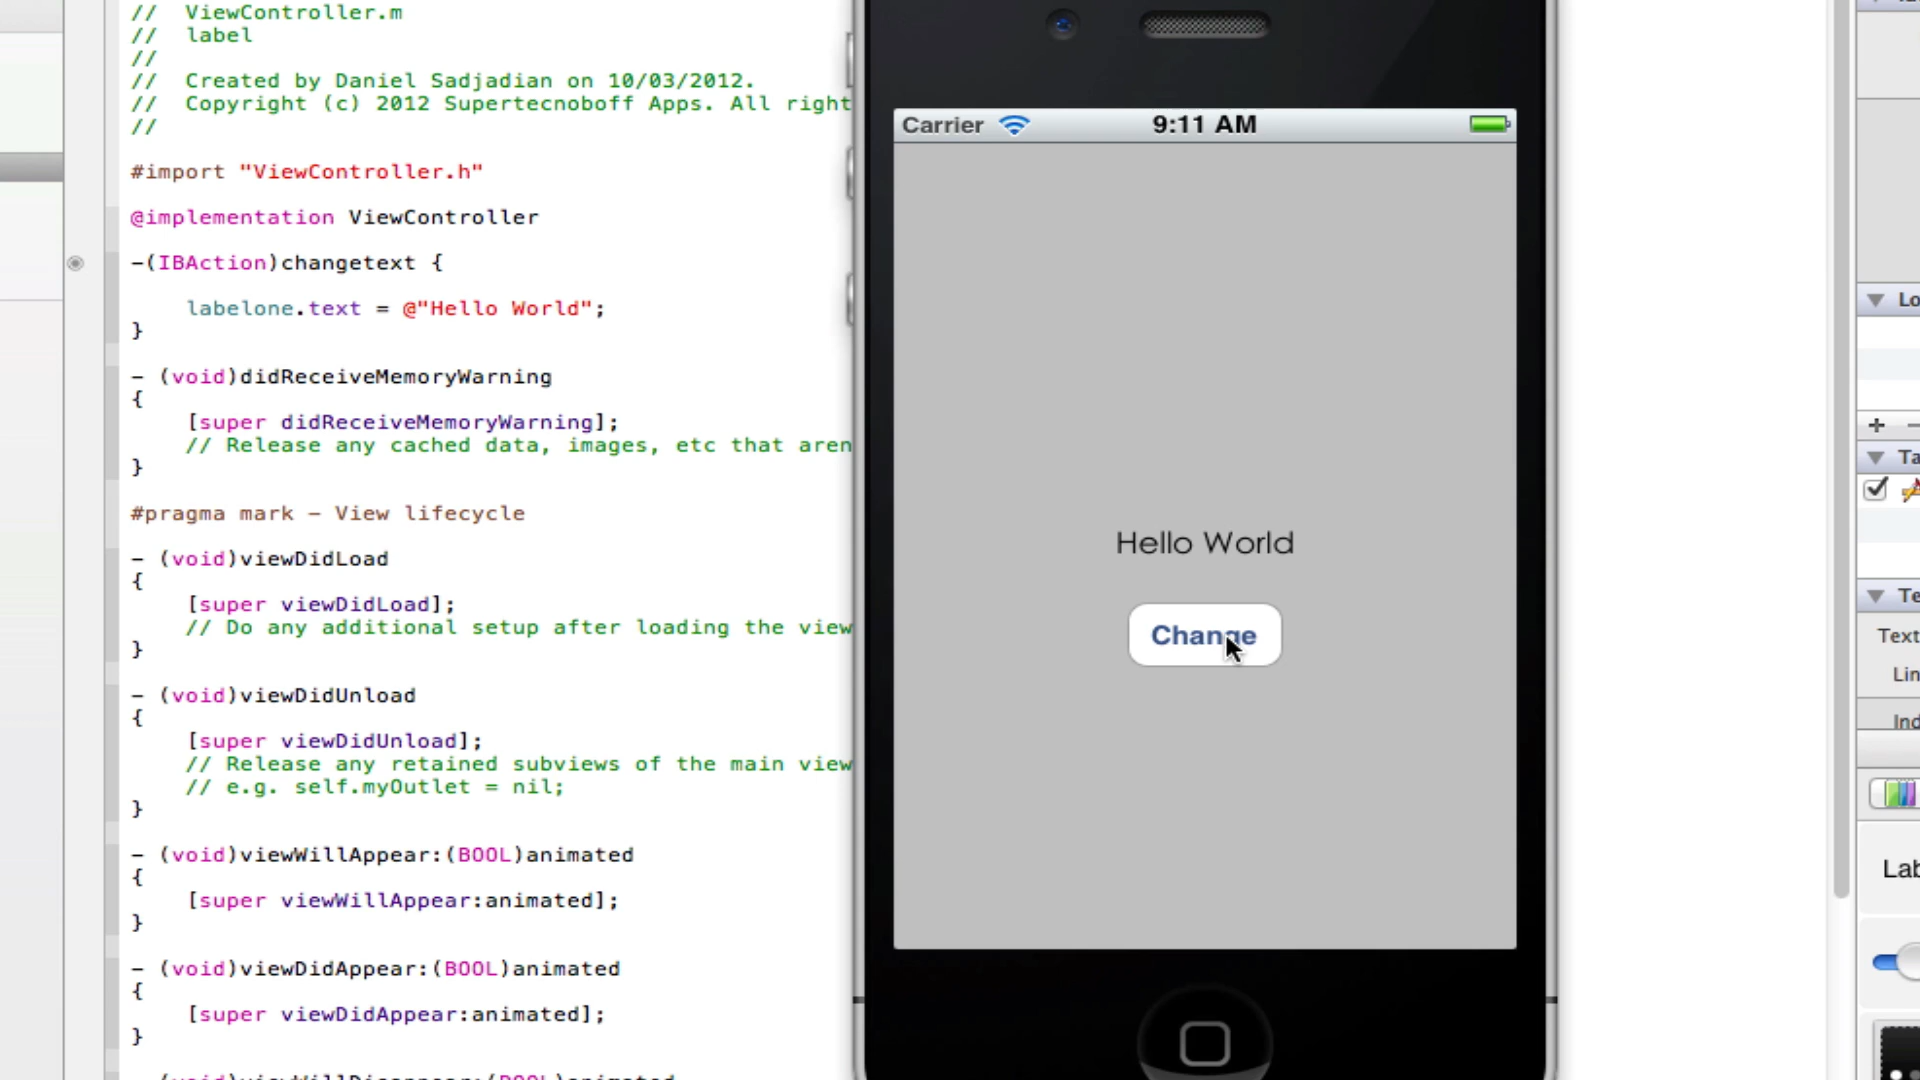 //  ViewController.m
//  label
//
//  Created by Daniel Sadjadian on 10/03/2012.
//  Copyright (c) 2012 Supertecnoboff Apps. All right
//
#import "ViewController.h"
@implementation ViewController
-(IBAction)changetext {
labelone.text = @"Hello World";
}
- (void)didReceiveMemoryWarning
{
[super didReceiveMemoryWarning];
// Release any cached data, images, etc that aren
}
#pragma mark - View lifecycle
- (void)viewDidLoad
{
[super viewDidLoad];
// Do any additional setup after loading the view
}
- (void)viewDidUnload
{
[super viewDidUnload];
// Release any retained subviews of the main view
// e.g. self.myOutlet = nil;
}
- (void)viewWillAppear:(BOOL)animated
{
[super viewWillAppear:animated];
}
- (void)viewDidAppear:(BOOL)animated
{
[super viewDidAppear:animated];
}
Carrier 9:11 AM
Hello World
Change
Lo
+ -
Ta
Te
Text
Lin
Ind
Lab